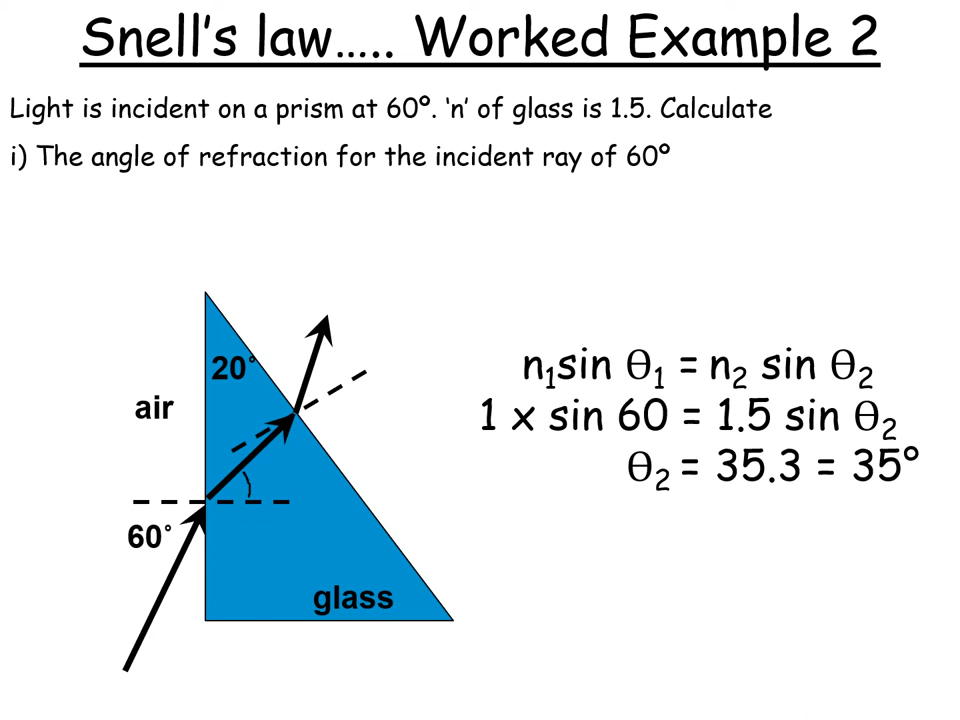 Snell’s law….. Worked Example 2
Light is incident on a prism at 60º. ‘n’ of glass is 1.5. Calculate
i) The angle of refraction for the incident ray of 60º
20˚
air
60˚
glass
n₁sin Θ₁ = n₂ sin Θ₂
1 x sin 60 = 1.5 sin Θ₂
Θ₂ = 35.3 = 35°